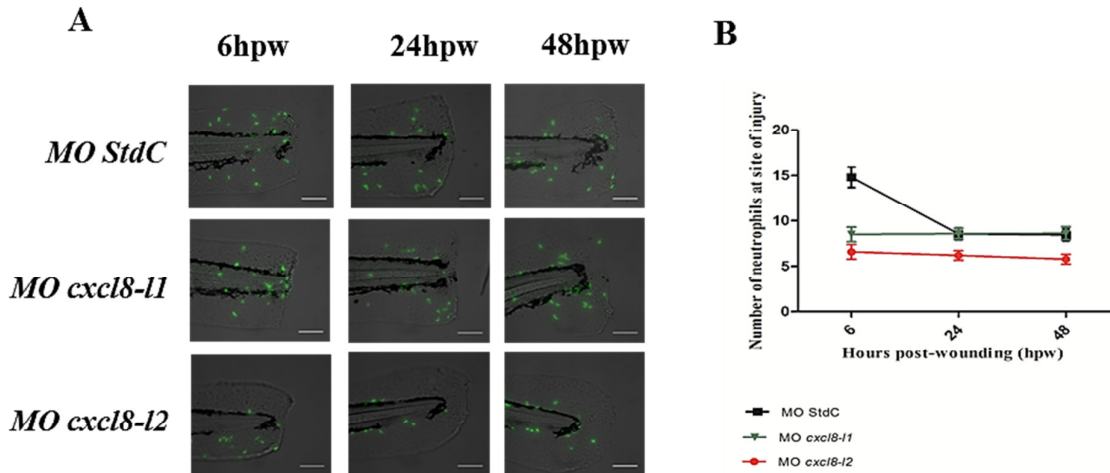 A
6hpw 24hpw 48hpw
MO StdC
MO cxcl8-l1
MO cxcl8-l2
B
Number of neutrophils at site of injury
20
15
10
5
0
6 24 48
Hours post-wounding (hpw)
MO StdC
MO cxcl8-l1
MO cxcl8-l2